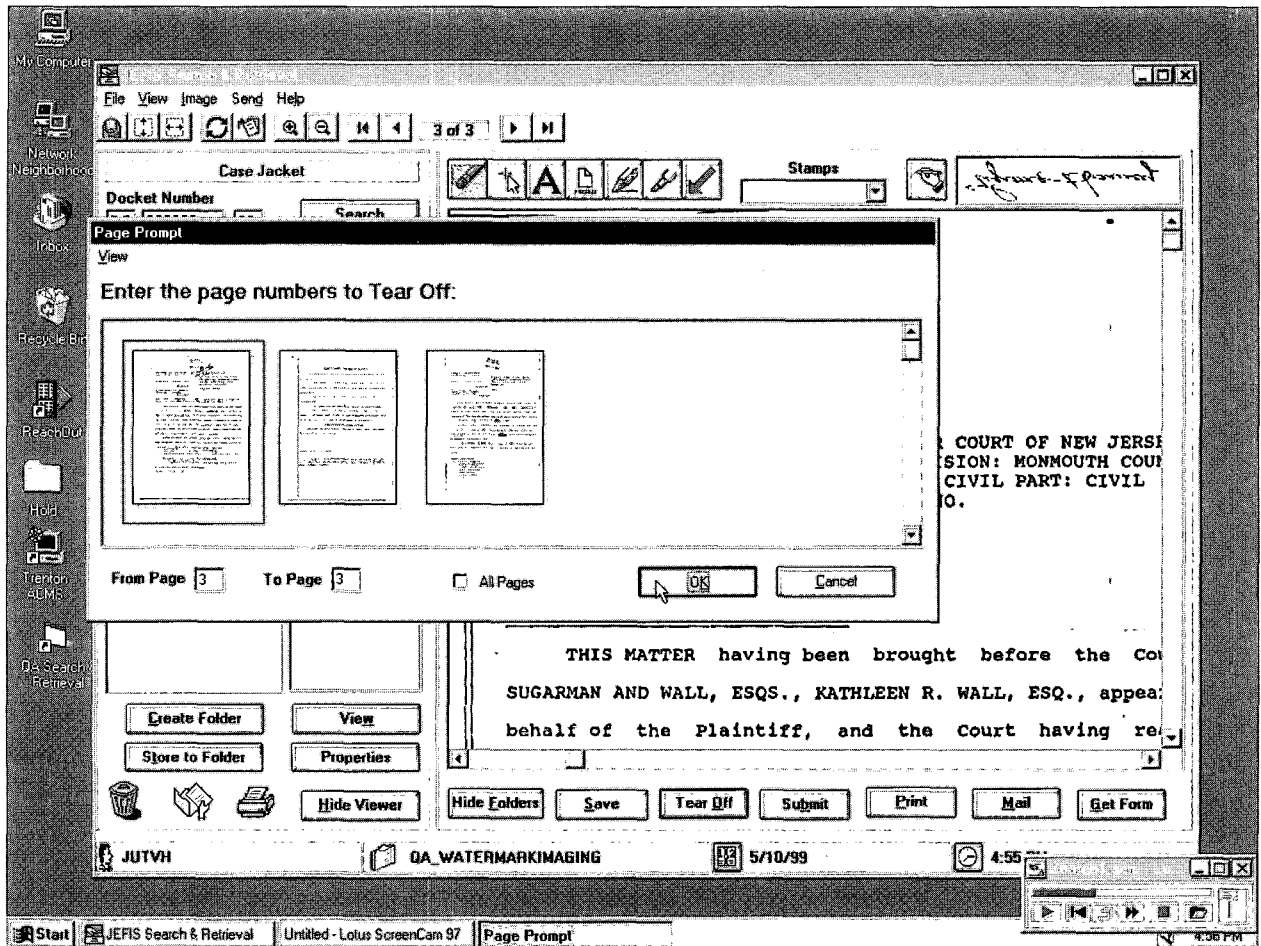 My Computer
Network
Neighborhood
Inbox
Recycle Bin
ReachOut
Hold
Trenton
ACMS
QA Search
Retrieval
File View Image Send Help
3 of 3
Case Jacket
Docket Number
Search
A
Stamps
Page Prompt
View
Enter the page numbers to Tear Off:
From Page 3 To Page 3 All Pages OK Cancel
COURT OF NEW JERSE
SION: MONMOUTH COUN
CIVIL PART: CIVIL
O.
THIS MATTER having been brought before the Cou
SUGARMAN AND WALL, ESQS., KATHLEEN R. WALL, ESQ., appea
behalf of the Plaintiff, and the Court having re
Create Folder View
Store to Folder Properties
Hide Viewer
Hide Folders Save Tear Off Submit Print Mail Get Form
JUTVH QA_WATERMARKIMAGING 5/10/99 4:55
Start JEFIS Search & Retrieval Untitled - Lotus ScreenCam 97 Page Prompt 4:56 PM